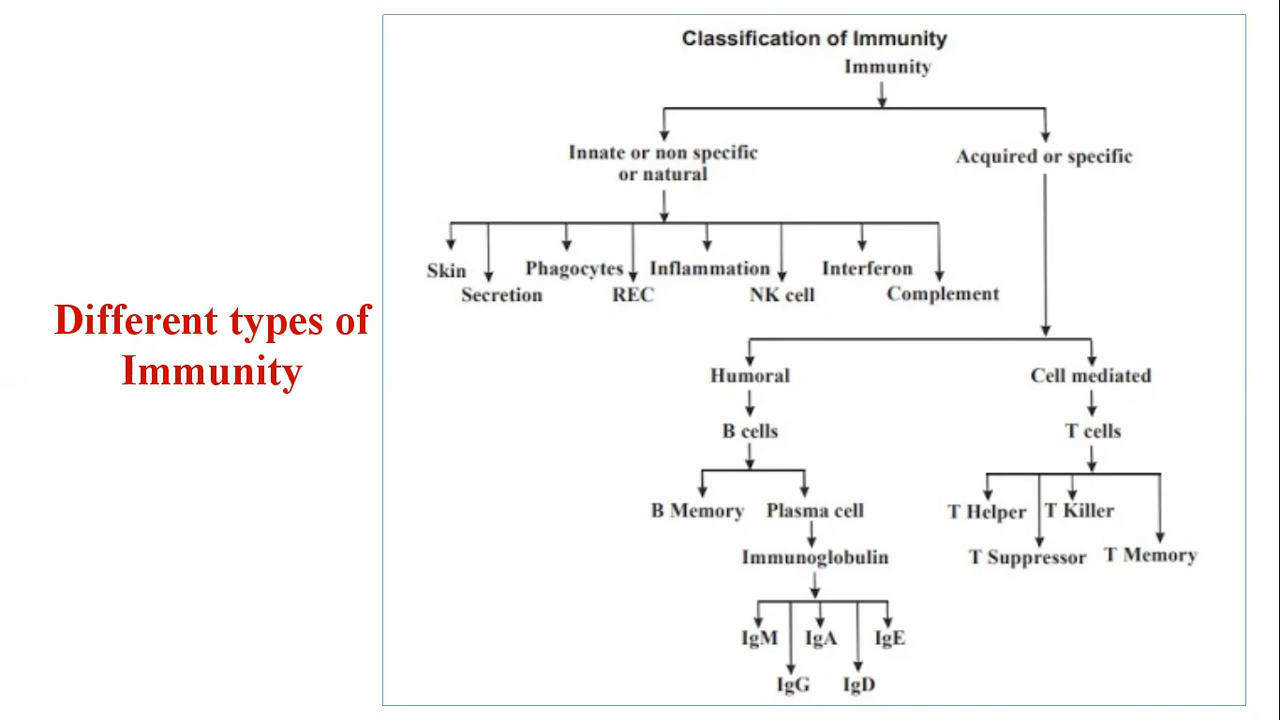 Different types of
Immunity
Classification of Immunity
Immunity
Innate or non specific
or natural
Acquired or specific
Skin
Phagocytes
Inflammation
Interferon
Secretion
REC
NK cell
Complement
Humoral
Cell mediated
B cells
T cells
B Memory
Plasma cell
T Helper
T Killer
Immunoglobulin
T Suppressor
T Memory
IgM
IgA
IgE
IgG
IgD